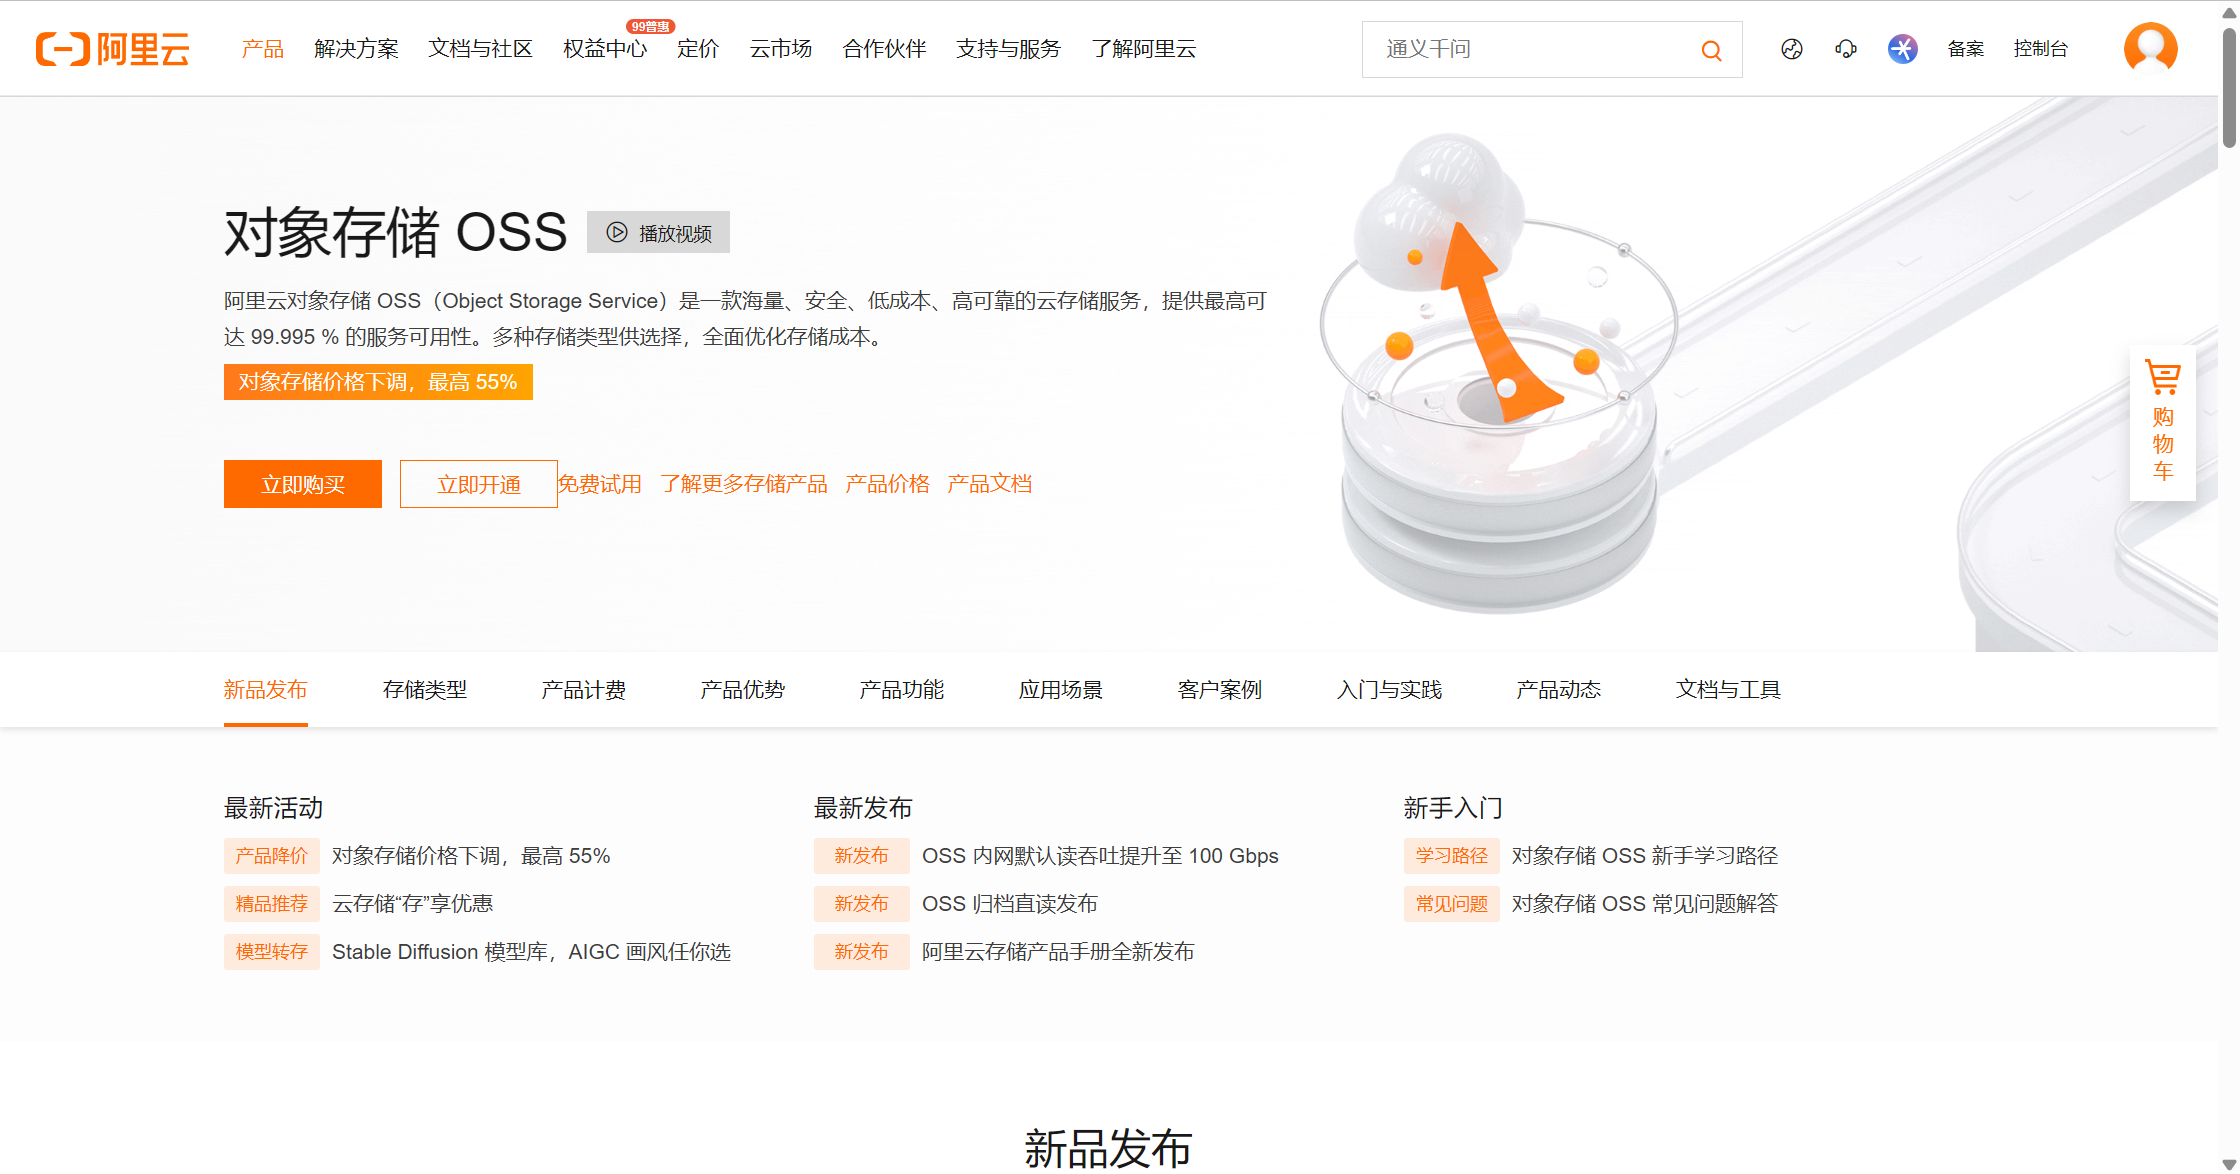 阿里云
产品 解决方案 文档与社区 权益中心 99普惠 定价 云市场 合作伙伴 支持与服务 了解阿里云 通义千问 备案 控制台
对象存储 OSS 播放视频
阿里云对象存储 OSS（Object Storage Service）是一款海量、安全、低成本、高可靠的云存储服务，提供最高可
达 99.995 % 的服务可用性。多种存储类型供选择，全面优化存储成本。
对象存储价格下调，最高 55%
立即购买 立即开通 免费试用 了解更多存储产品 产品价格 产品文档
购
物
车
新品发布 存储类型 产品计费 产品优势 产品功能 应用场景 客户案例 入门与实践 产品动态 文档与工具
最新活动
产品降价 对象存储价格下调，最高 55%
精品推荐 云存储“存”享优惠
模型转存 Stable Diffusion 模型库，AIGC 画风任你选
最新发布
新发布 OSS 内网默认读吞吐提升至 100 Gbps
新发布 OSS 归档直读发布
新发布 阿里云存储产品手册全新发布
新手入门
学习路径 对象存储 OSS 新手学习路径
常见问题 对象存储 OSS 常见问题解答
新品发布